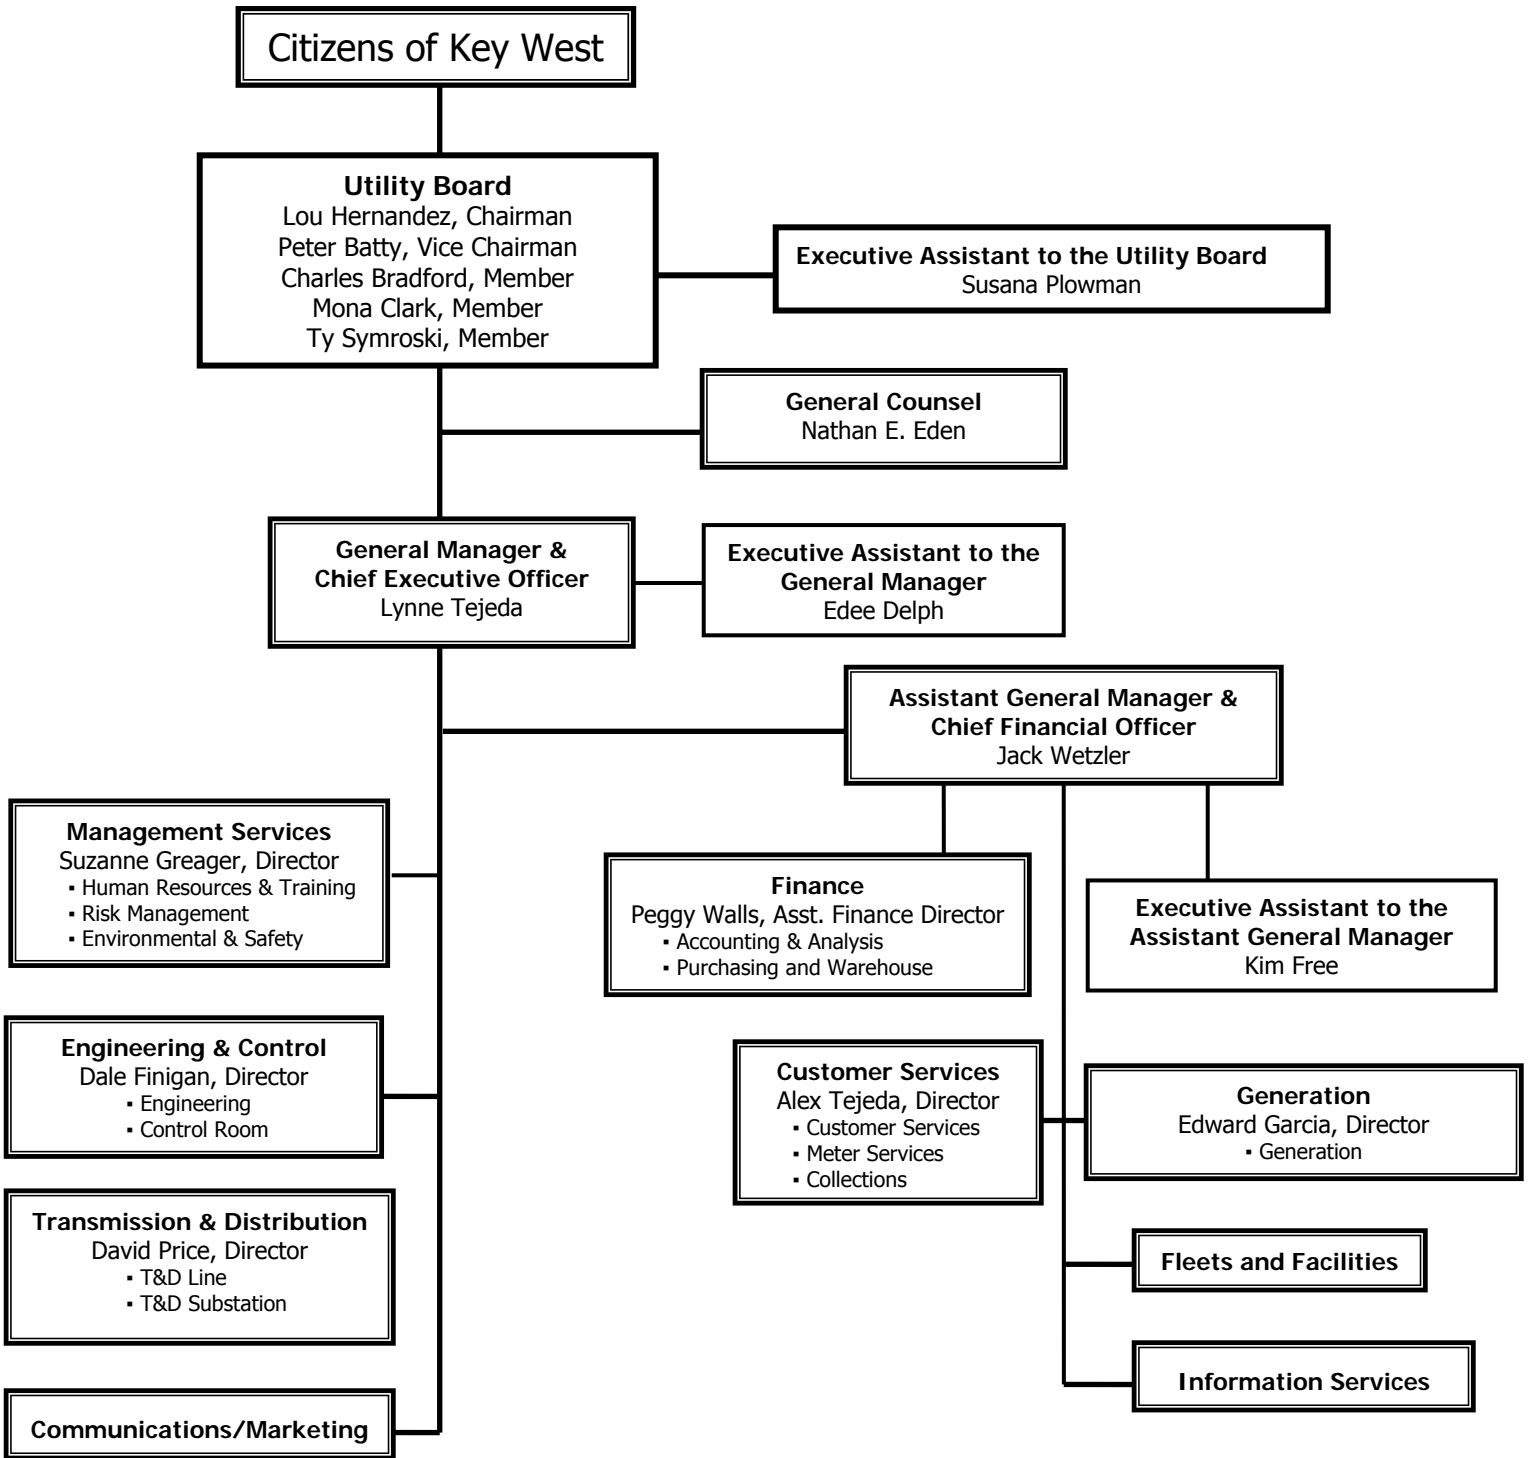 Citizens of Key West
Utility Board
Lou Hernandez, Chairman
Peter Batty, Vice Chairman
Charles Bradford, Member
Mona Clark, Member
Ty Symroski, Member
Executive Assistant to the Utility Board
Susana Plowman
General Counsel
Nathan E. Eden
General Manager &
Chief Executive Officer
Lynne Tejeda
Executive Assistant to the
General Manager
Edee Delph
Assistant General Manager &
Chief Financial Officer
Jack Wetzler
Management Services
Suzanne Greager, Director
▪ Human Resources & Training
▪ Risk Management
▪ Environmental & Safety
Finance
Peggy Walls, Asst. Finance Director
▪ Accounting & Analysis
▪ Purchasing and Warehouse
Executive Assistant to the
Assistant General Manager
Kim Free
Engineering & Control
Dale Finigan, Director
▪ Engineering
▪ Control Room
Customer Services
Alex Tejeda, Director
▪ Customer Services
▪ Meter Services
▪ Collections
Generation
Edward Garcia, Director
▪ Generation
Transmission & Distribution
David Price, Director
▪ T&D Line
▪ T&D Substation
Fleets and Facilities
Information Services
Communications/Marketing